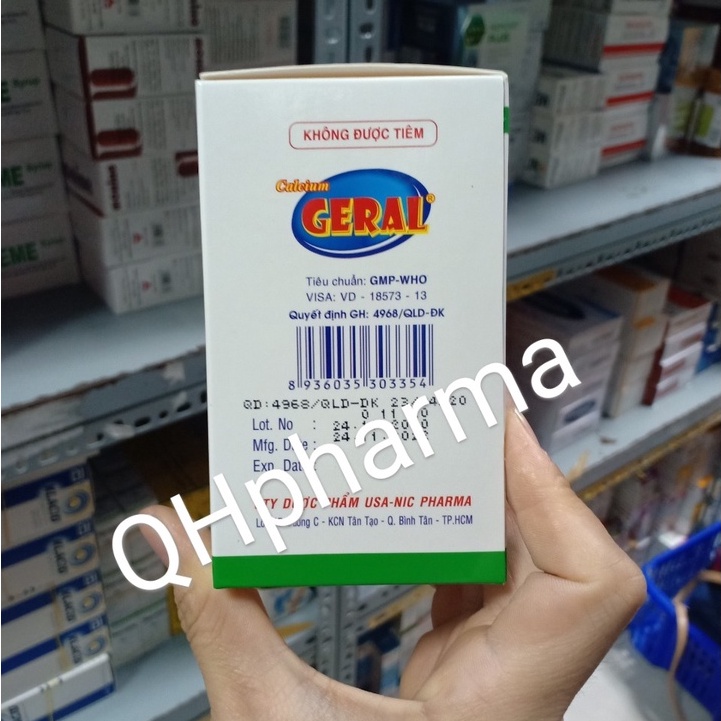 KHÔNG ĐƯỢC TIÊM
Calcium
GERAL®
Tiêu chuẩn: GMP-WHO
VISA: VD - 18573 - 13
Quyết định GH: 4968/QLD-ĐK
8 936035 303354
QD:4968/QLD-DK 23/
Lot. No :
Mfg. Date :
Exp. Date :
DƯỢC PHẨM USA-NIC PHARMA
C - KCN Tân Tạo - Q. Bình Tân - TP.HCM
QHpharma